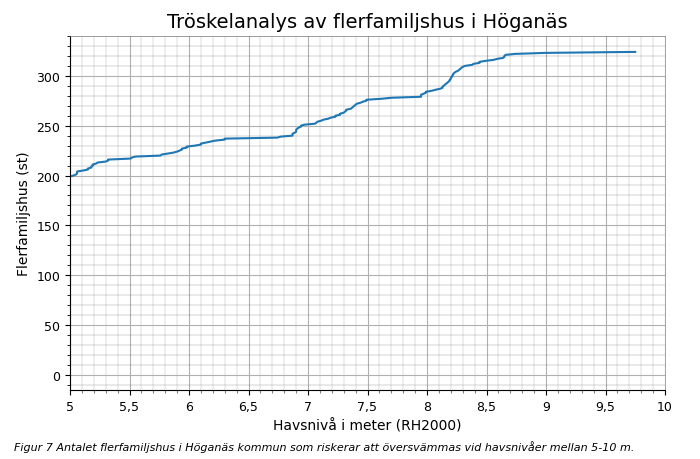 Tröskelanalys av flerfamiljshus i Höganäs
300
250
200
150
100
50
0
Flerfamiljshus (st)
5 5,5 6 6,5 7 7,5 8 8,5 9 9,5 10
Havsnivå i meter (RH2000)
Figur 7 Antalet flerfamiljshus i Höganäs kommun som riskerar att översvämmas vid havsnivåer mellan 5-10 m.